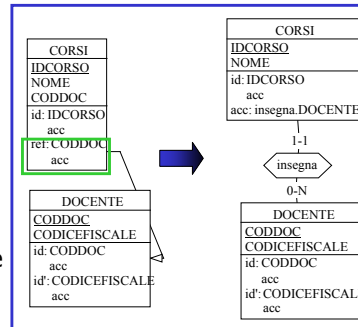 CORSI
IDCORSO
NOME
CODDOC
id: IDCORSO
acc
ref: CODDOC
acc
DOCENTE
CODDOC
CODICEFISCALE
id: CODDOC
acc
id': CODICEFISCALE
acc
e
CORSI
IDCORSO
NOME
id: IDCORSO
acc
acc: insegna.DOCENTE
1-1
insegna
0-N
DOCENTE
CODDOC
CODICEFISCALE
id: CODDOC
acc
id': CODICEFISCAL
acc